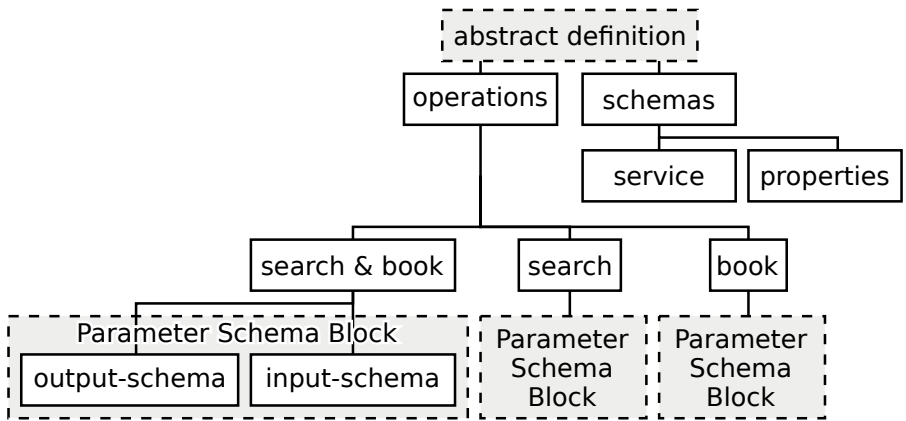 abstract definition
operations
schemas
service
properties
search & book
search
book
Parameter Schema Block
output-schema
input-schema
Parameter
Schema
Block
Parameter
Schema
Block